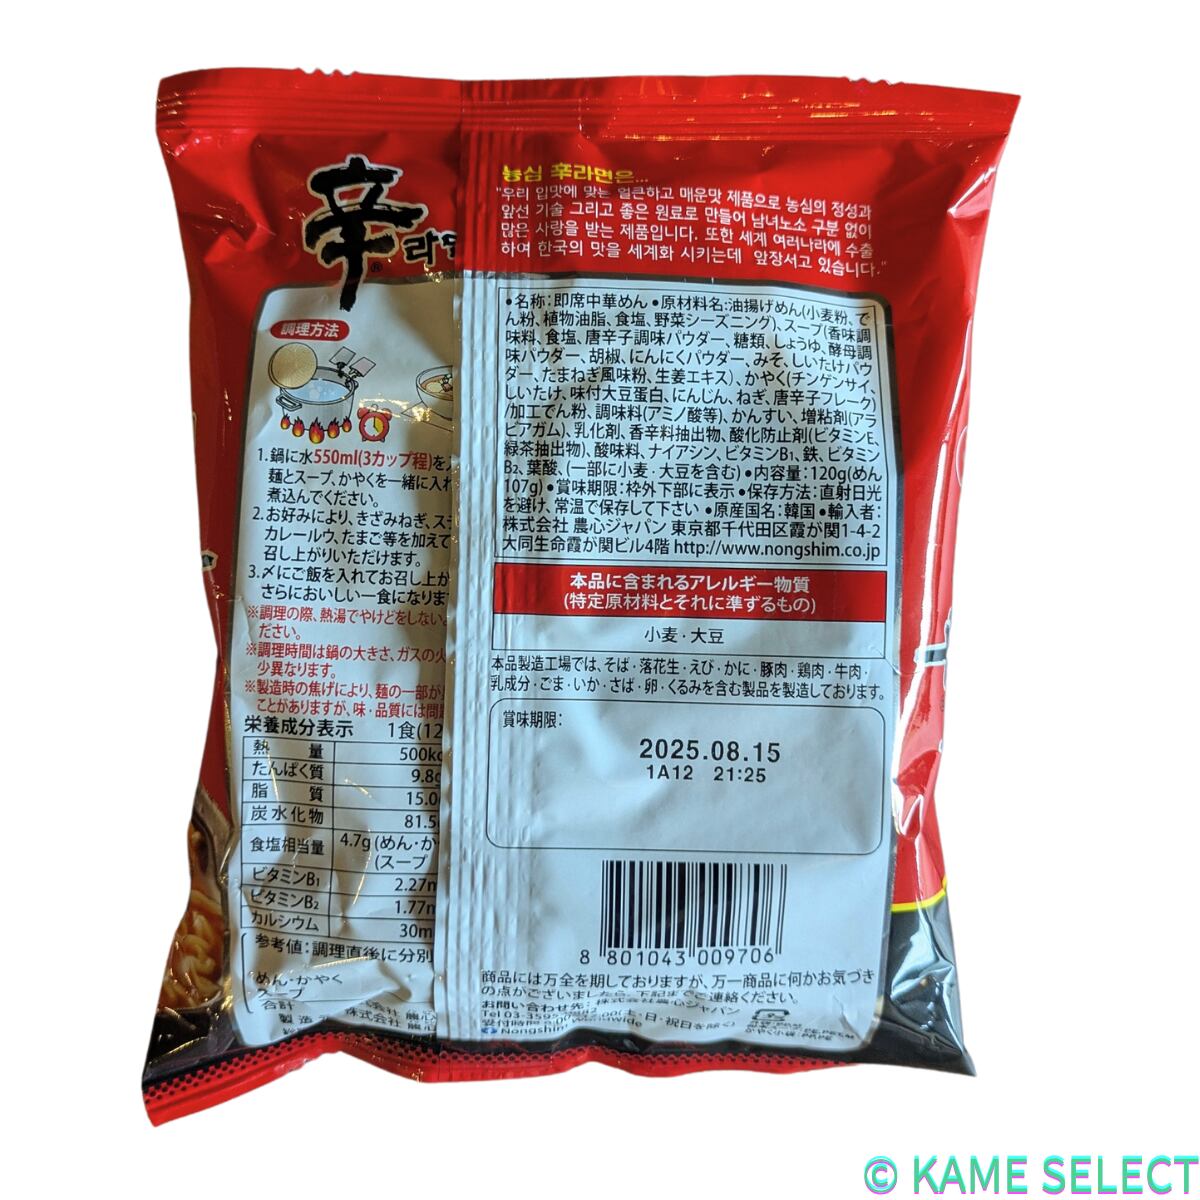 辛라면
®
농심 辛라면은...
"우리 입맛에 맞는 얼큰하고 매운맛 제품으로 농심의 정성과
앞선 기술 그리고 좋은 원료로 만들어 남녀노소 구분 없이
많은 사랑을 받는 제품입니다. 또한 세계 여러나라에 수출
하여 한국의 맛을 세계화 시키는데 앞장서고 있습니다."
調理方法
1. 鍋に水550ml(3カップ程)を
麺とスープ、かやくを一緒に入れ
煮込んでください。
2. お好みにより、きざみねぎ、
カレールウ、たまご等を加えて
召し上がりいただけます。
3. 〆にご飯を入れてお召し上が
さらにおいしい一食になります
※調理の際、熱湯でやけどをしない
ださい。
※調理時間は鍋の大きさ、ガスの火
少異なります。
※製造時の焦げにより、麺の一部が
ことがありますが、味・品質には問題
栄養成分表示 1食(12
熱量 500kc
たんぱく質 9.8g
脂質 15.0
炭水化物 81.5
食塩相当量 4.7g (めん・か
(スープ
ビタミンB1 2.27m
ビタミンB2 1.77m
カルシウム 30m
参考値：調理直後に分別
めん・かやく
スープ
合計
●名称：即席中華めん ●原材料名:油揚げめん(小麦粉、で
ん粉、植物油脂、食塩、野菜シーズニング)、スープ(香味調
味料、食塩、唐辛子調味パウダー、糖類、しょうゆ、酵母調
味パウダー、胡椒、にんにくパウダー、みそ、しいたけパウ
ダー、たまねぎ風味粉、生姜エキス)、かやく(チンゲンサイ、
しいたけ、味付大豆蛋白、にんじん、ねぎ、唐辛子フレーク)
/加工でん粉、調味料(アミノ酸等)、かんすい、増粘剤(アラ
ビアガム)、乳化剤、香辛料抽出物、酸化防止剤(ビタミンE、
緑茶抽出物)、酸味料、ナイアシン、ビタミンB1、鉄、ビタミン
B2、葉酸、(一部に小麦・大豆を含む) ●内容量：120g(めん
107g) ●賞味期限：枠外下部に表示 ●保存方法：直射日光
を避け、常温で保存して下さい ●原産国名：韓国 ●輸入者：
株式会社 農心ジャパン 東京都千代田区霞が関1-4-2
大同生命霞が関ビル4階 http://www.nongshim.co.jp
本品に含まれるアレルギー物質
(特定原材料とそれに準ずるもの)
小麦・大豆
本品製造工場では、そば・落花生・えび・かに・豚肉・鶏肉・牛肉・
乳成分・ごま・いか・さば・卵・くるみを含む製品を製造しております。
賞味期限：
2025.08.15
1A12 21:25
8 801043 009706
商品には万全を期しておりますが、万一商品に何かお気づき
の点がございましたら、下記までご連絡ください。
お問い合わせ先：株式会社農心ジャパン
© KAME SELECT